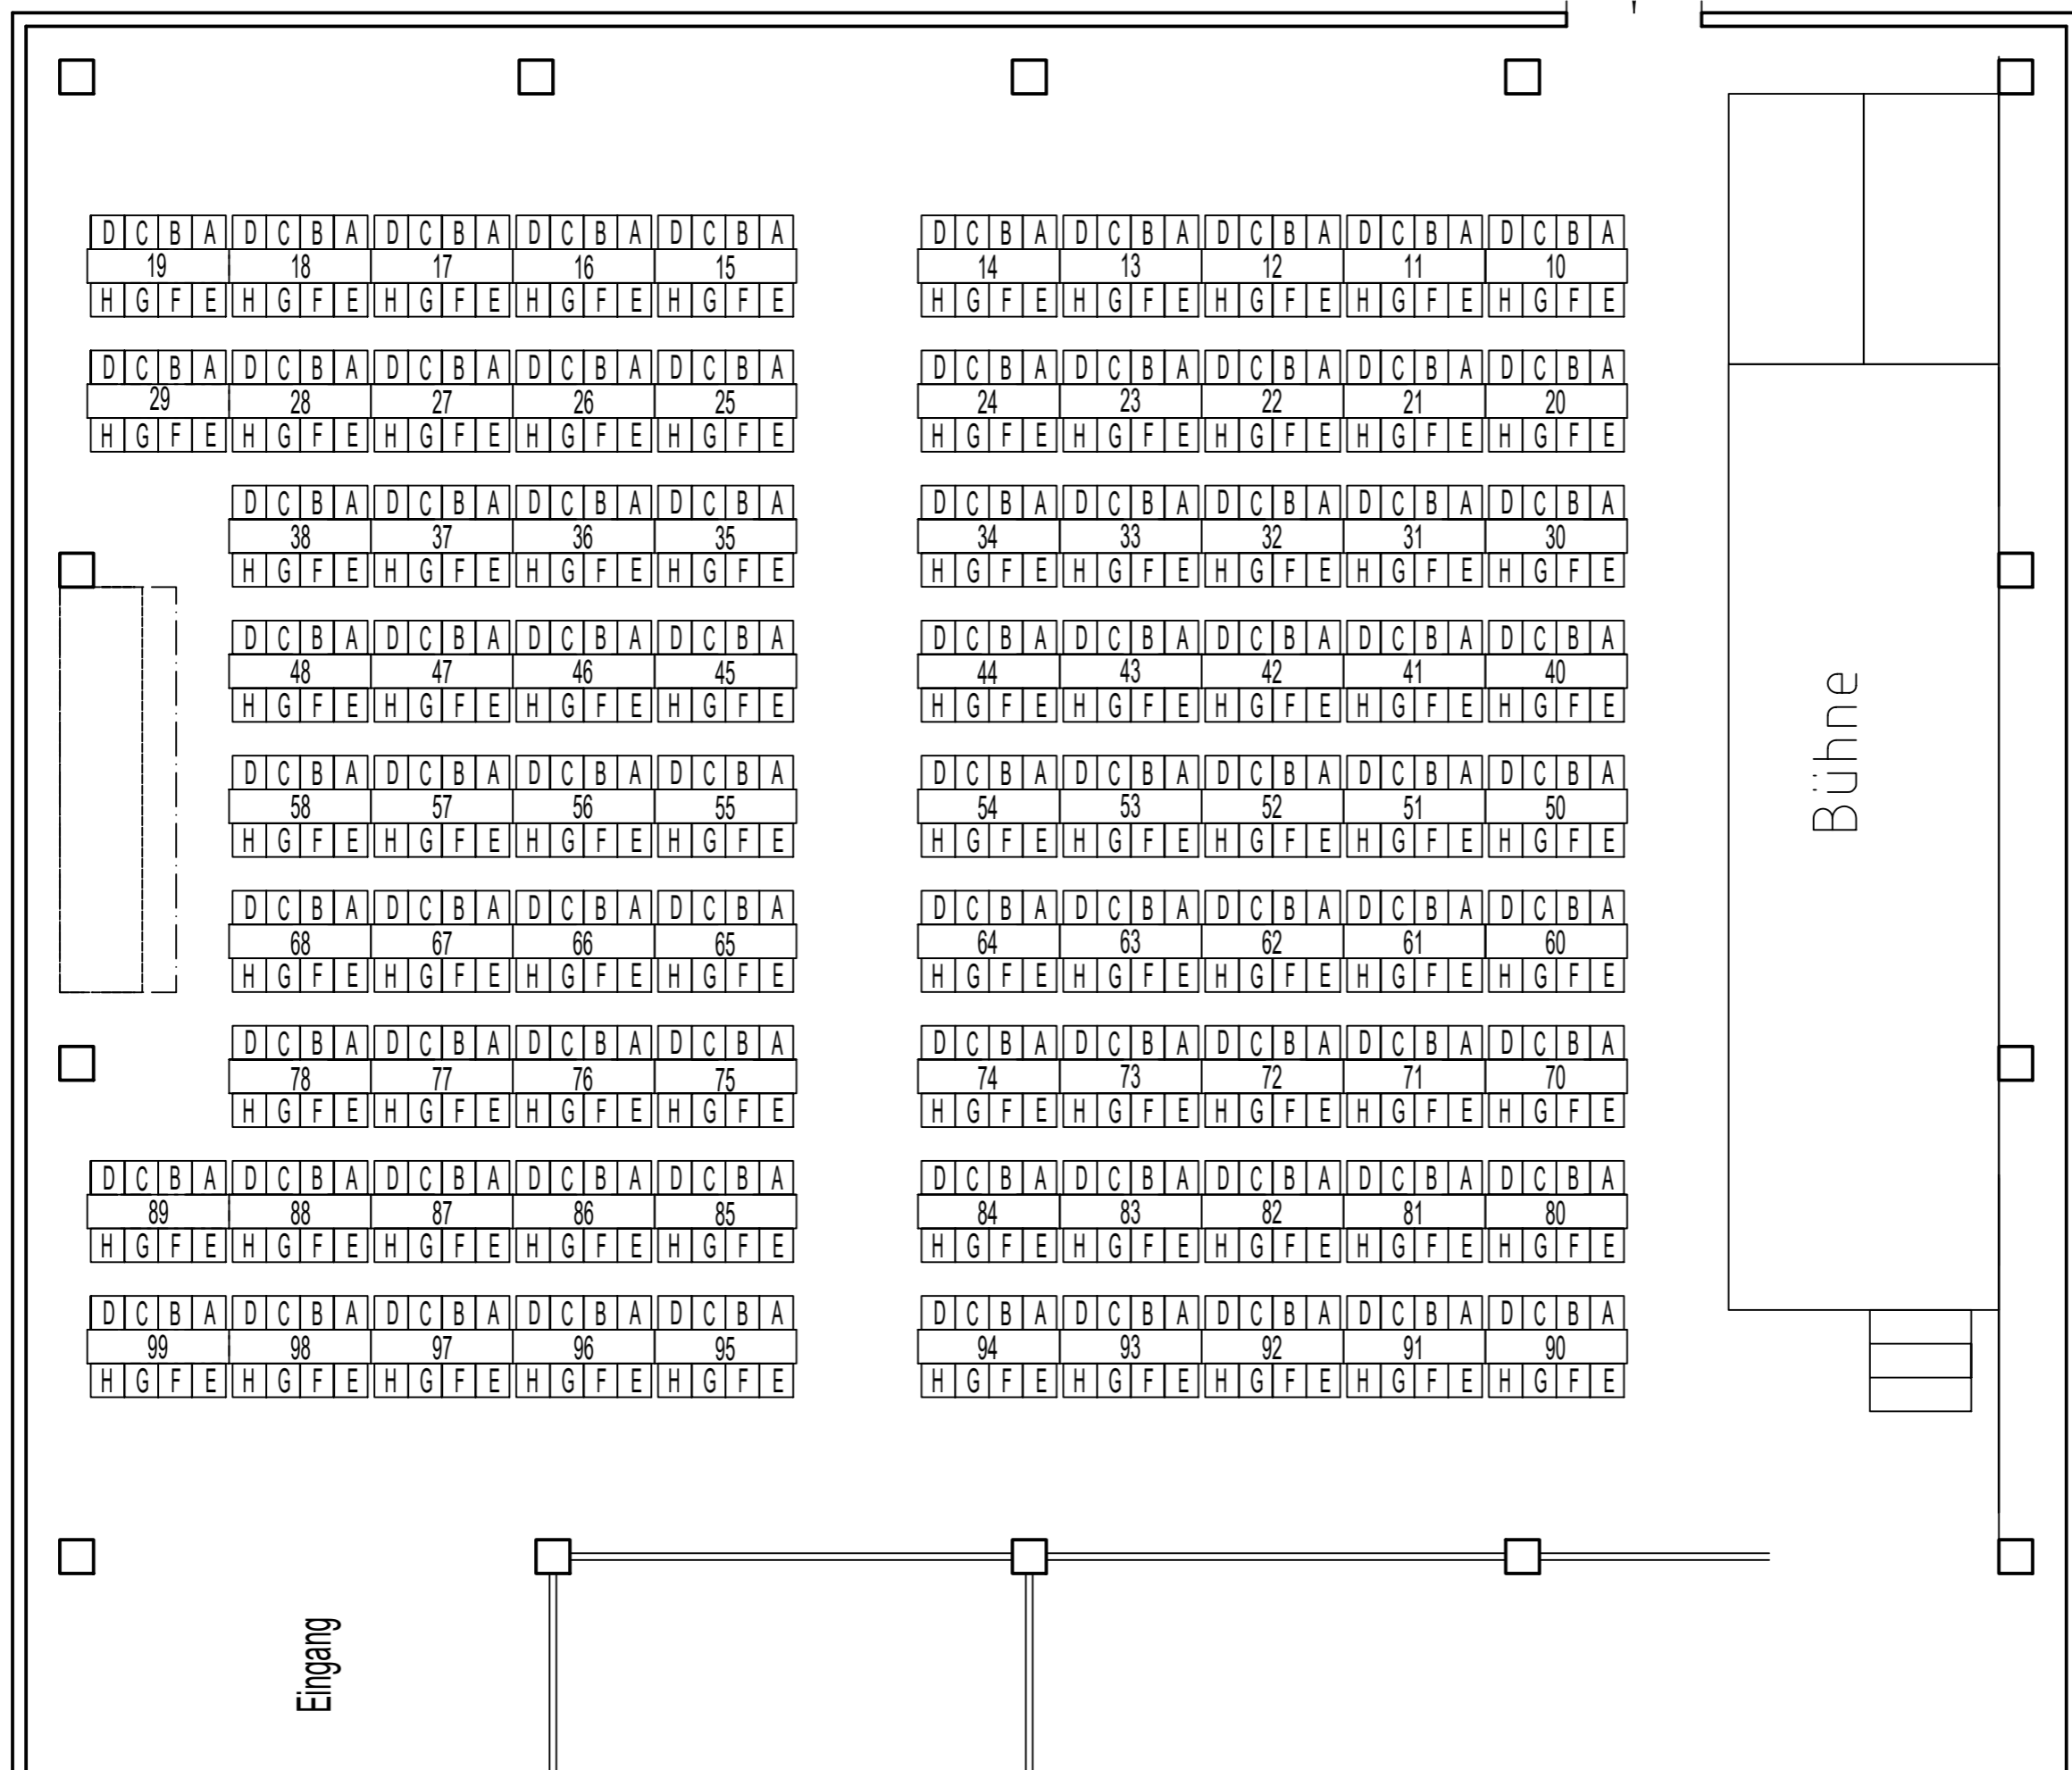 D C B A D C B A D C B A D C B A D C B A D C B A D C B A D C B A D C B A D C B A
19 18 17 16 15 14 13 12 11 10
H G F E H G F E H G F E H G F E H G F E H G F E H G F E H G F E H G F E H G F E
D C B A D C B A D C B A D C B A D C B A D C B A D C B A D C B A D C B A D C B A
29 28 27 26 25 24 23 22 21 20
H G F E H G F E H G F E H G F E H G F E H G F E H G F E H G F E H G F E H G F E
D C B A D C B A D C B A D C B A D C B A D C B A D C B A D C B A D C B A
38 37 36 35 34 33 32 31 30
H G F E H G F E H G F E H G F E H G F E H G F E H G F E H G F E H G F E
D C B A D C B A D C B A D C B A D C B A D C B A D C B A D C B A D C B A
48 47 46 45 44 43 42 41 40
H G F E H G F E H G F E H G F E H G F E H G F E H G F E H G F E H G F E
D C B A D C B A D C B A D C B A D C B A D C B A D C B A D C B A D C B A
58 57 56 55 54 53 52 51 50
H G F E H G F E H G F E H G F E H G F E H G F E H G F E H G F E H G F E
D C B A D C B A D C B A D C B A D C B A D C B A D C B A D C B A D C B A
68 67 66 65 64 63 62 61 60
H G F E H G F E H G F E H G F E H G F E H G F E H G F E H G F E H G F E
D C B A D C B A D C B A D C B A D C B A D C B A D C B A D C B A D C B A
78 77 76 75 74 73 72 71 70
H G F E H G F E H G F E H G F E H G F E H G F E H G F E H G F E H G F E
D C B A D C B A D C B A D C B A D C B A D C B A D C B A D C B A D C B A D C B A
89 88 87 86 85 84 83 82 81 80
H G F E H G F E H G F E H G F E H G F E H G F E H G F E H G F E H G F E H G F E
D C B A D C B A D C B A D C B A D C B A D C B A D C B A D C B A D C B A D C B A
99 98 97 96 95 94 93 92 91 90
H G F E H G F E H G F E H G F E H G F E H G F E H G F E H G F E H G F E H G F E
Bühne
Eingang